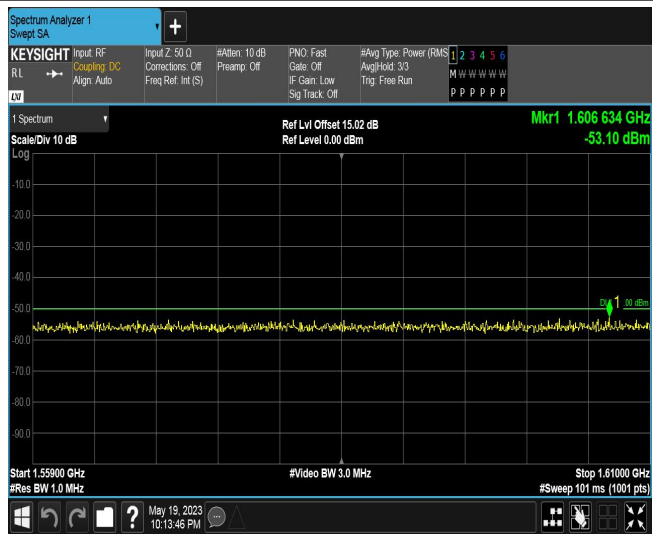 Spectrum Analyzer 1
Swept SA
+
KEYSIGHT
RL
LXI
Input: RF
Coupling: DC
Align: Auto
Input Z: 50 Ω
Corrections: Off
Freq Ref: Int (S)
#Atten: 10 dB
Preamp: Off
PNO: Fast
Gate: Off
IF Gain: Low
Sig Track: Off
#Avg Type: Power (RMS
Avg|Hold: 3/3
Trig: Free Run
1 2 3 4 5 6
M W W W W W
P P P P P P
1 Spectrum
Scale/Div 10 dB
Log
Ref Lvl Offset 15.02 dB
Ref Level 0.00 dBm
Mkr1 1.606 634 GHz
-53.10 dBm
-10.0
-20.0
-30.0
-40.0
-50.0
-60.0
-70.0
-80.0
-90.0
1
.00 dBm
Start 1.55900 GHz
#Res BW 1.0 MHz
#Video BW 3.0 MHz
Stop 1.61000 GHz
#Sweep 101 ms (1001 pts)
?
May 19, 2023
10:13:46 PM